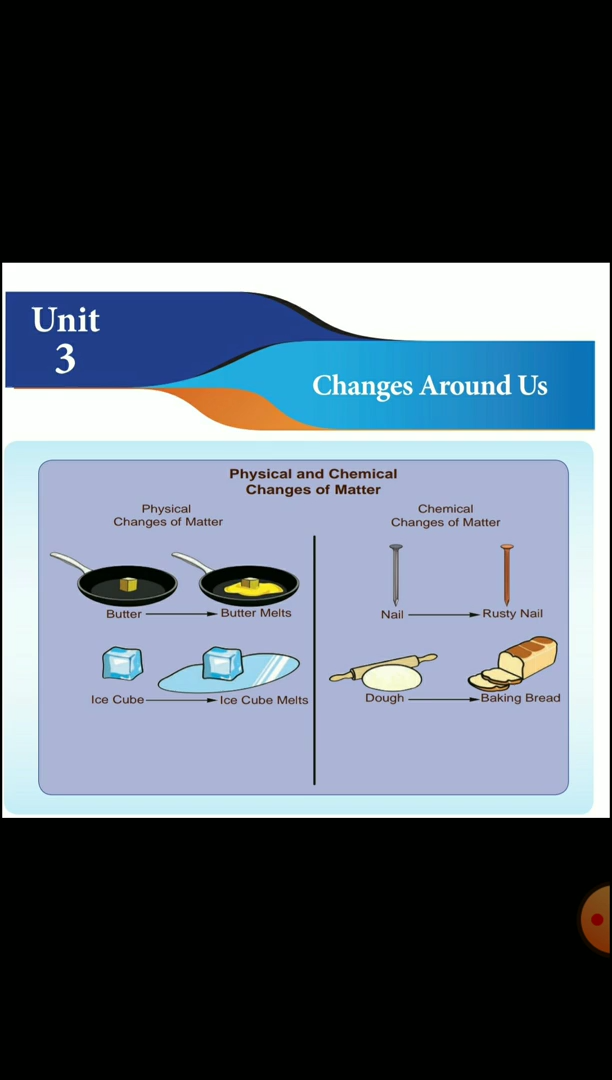 Unit
3
Changes Around Us
Physical and Chemical
Changes of Matter
Physical
Changes of Matter
Butter
Butter Melts
Ice Cube
Ice Cube Melts
Chemical
Changes of Matter
Nail
Rusty Nail
Dough
Baking Bread